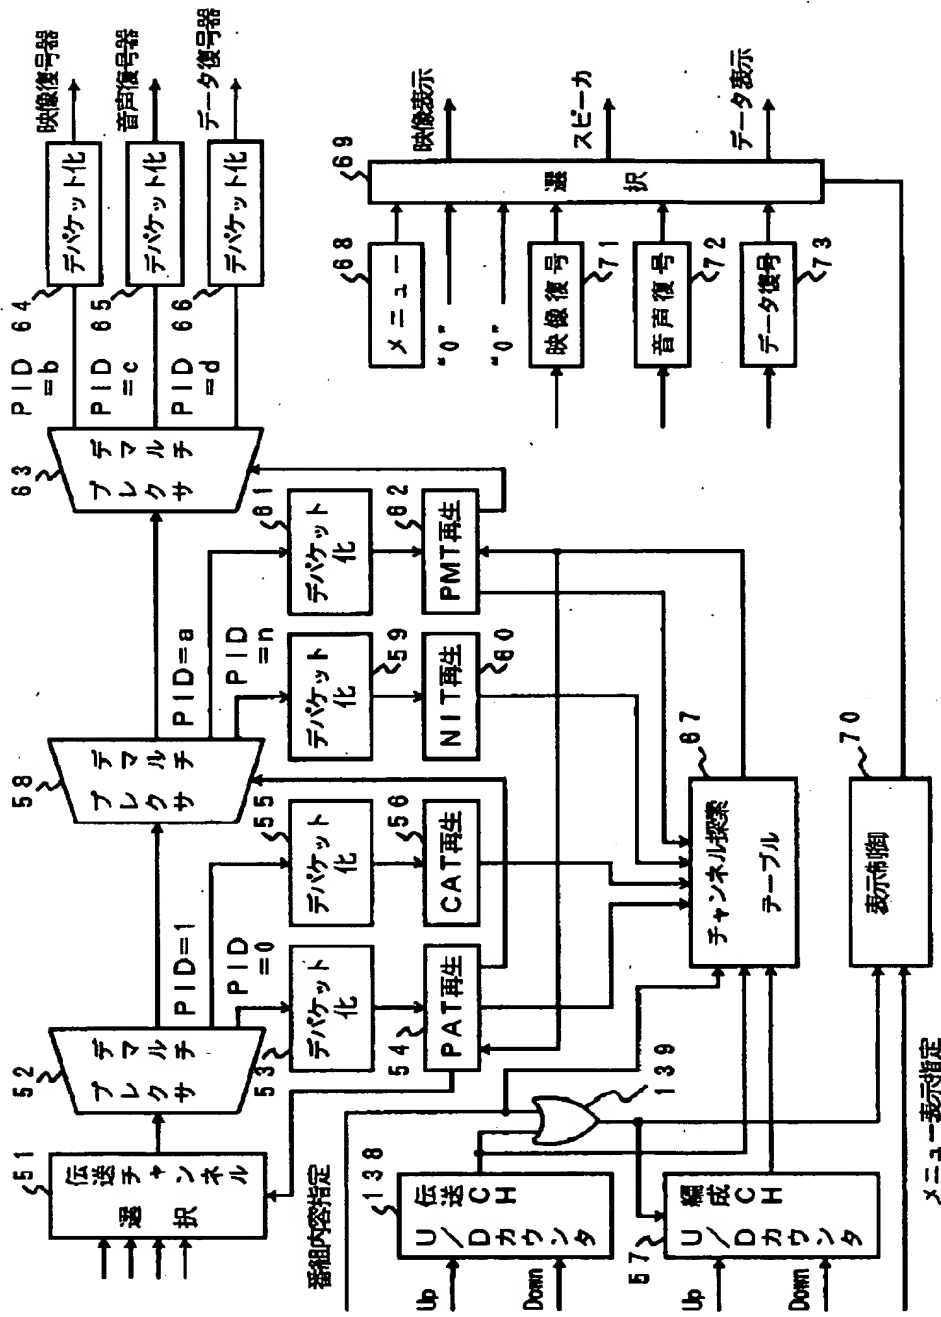 51
伝送チャンネル
選択
52
デマルチ
プレクサ
PID=1
PID
=0
53
デパケット
化
54
PAT再生
55
デパケット
化
56
CAT再生
58
デマルチ
プレクサ
PID=a
PID
=n
デパケット
化
59
NIT再生
60
デパケット
化
61
PMT再生
62
63
デマルチ
プレクサ
PID
=b
64
デパケット化
映像復号器
PID
=c
65
デパケット化
音声復号器
PID
=d
66
デパケット化
データ復号器
番組内容指定
138
伝送CH
U/Dカウンタ
Up
Down
139
57
編成CH
U/Dカウンタ
Up
Down
67
チャンネル探索
テーブル
70
表示制御
メニュー表示指定
68
メニュー
"0"
"0"
映像復号
71
音声復号
72
データ復号
73
69
選択
映像表示
スピーカ
データ表示